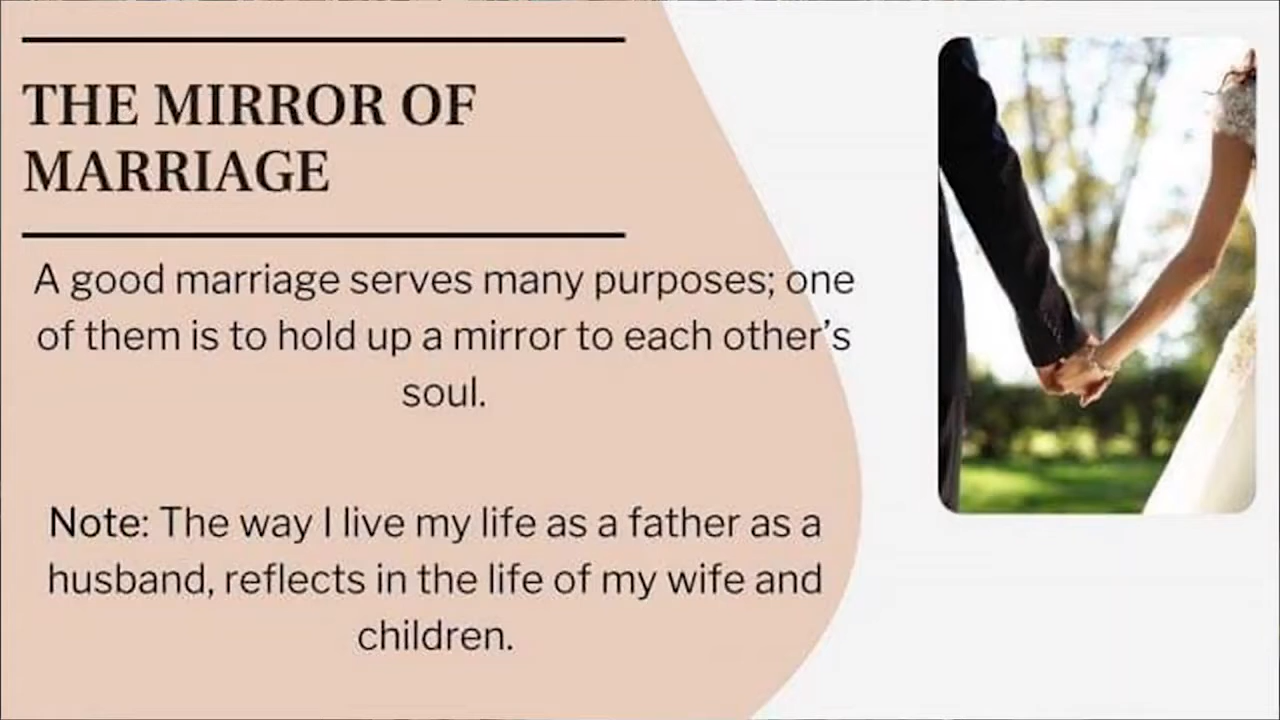 THE MIRROR OF
MARRIAGE
A good marriage serves many purposes; one
of them is to hold up a mirror to each other’s
soul.
Note: The way I live my life as a father as a
husband, reflects in the life of my wife and
children.